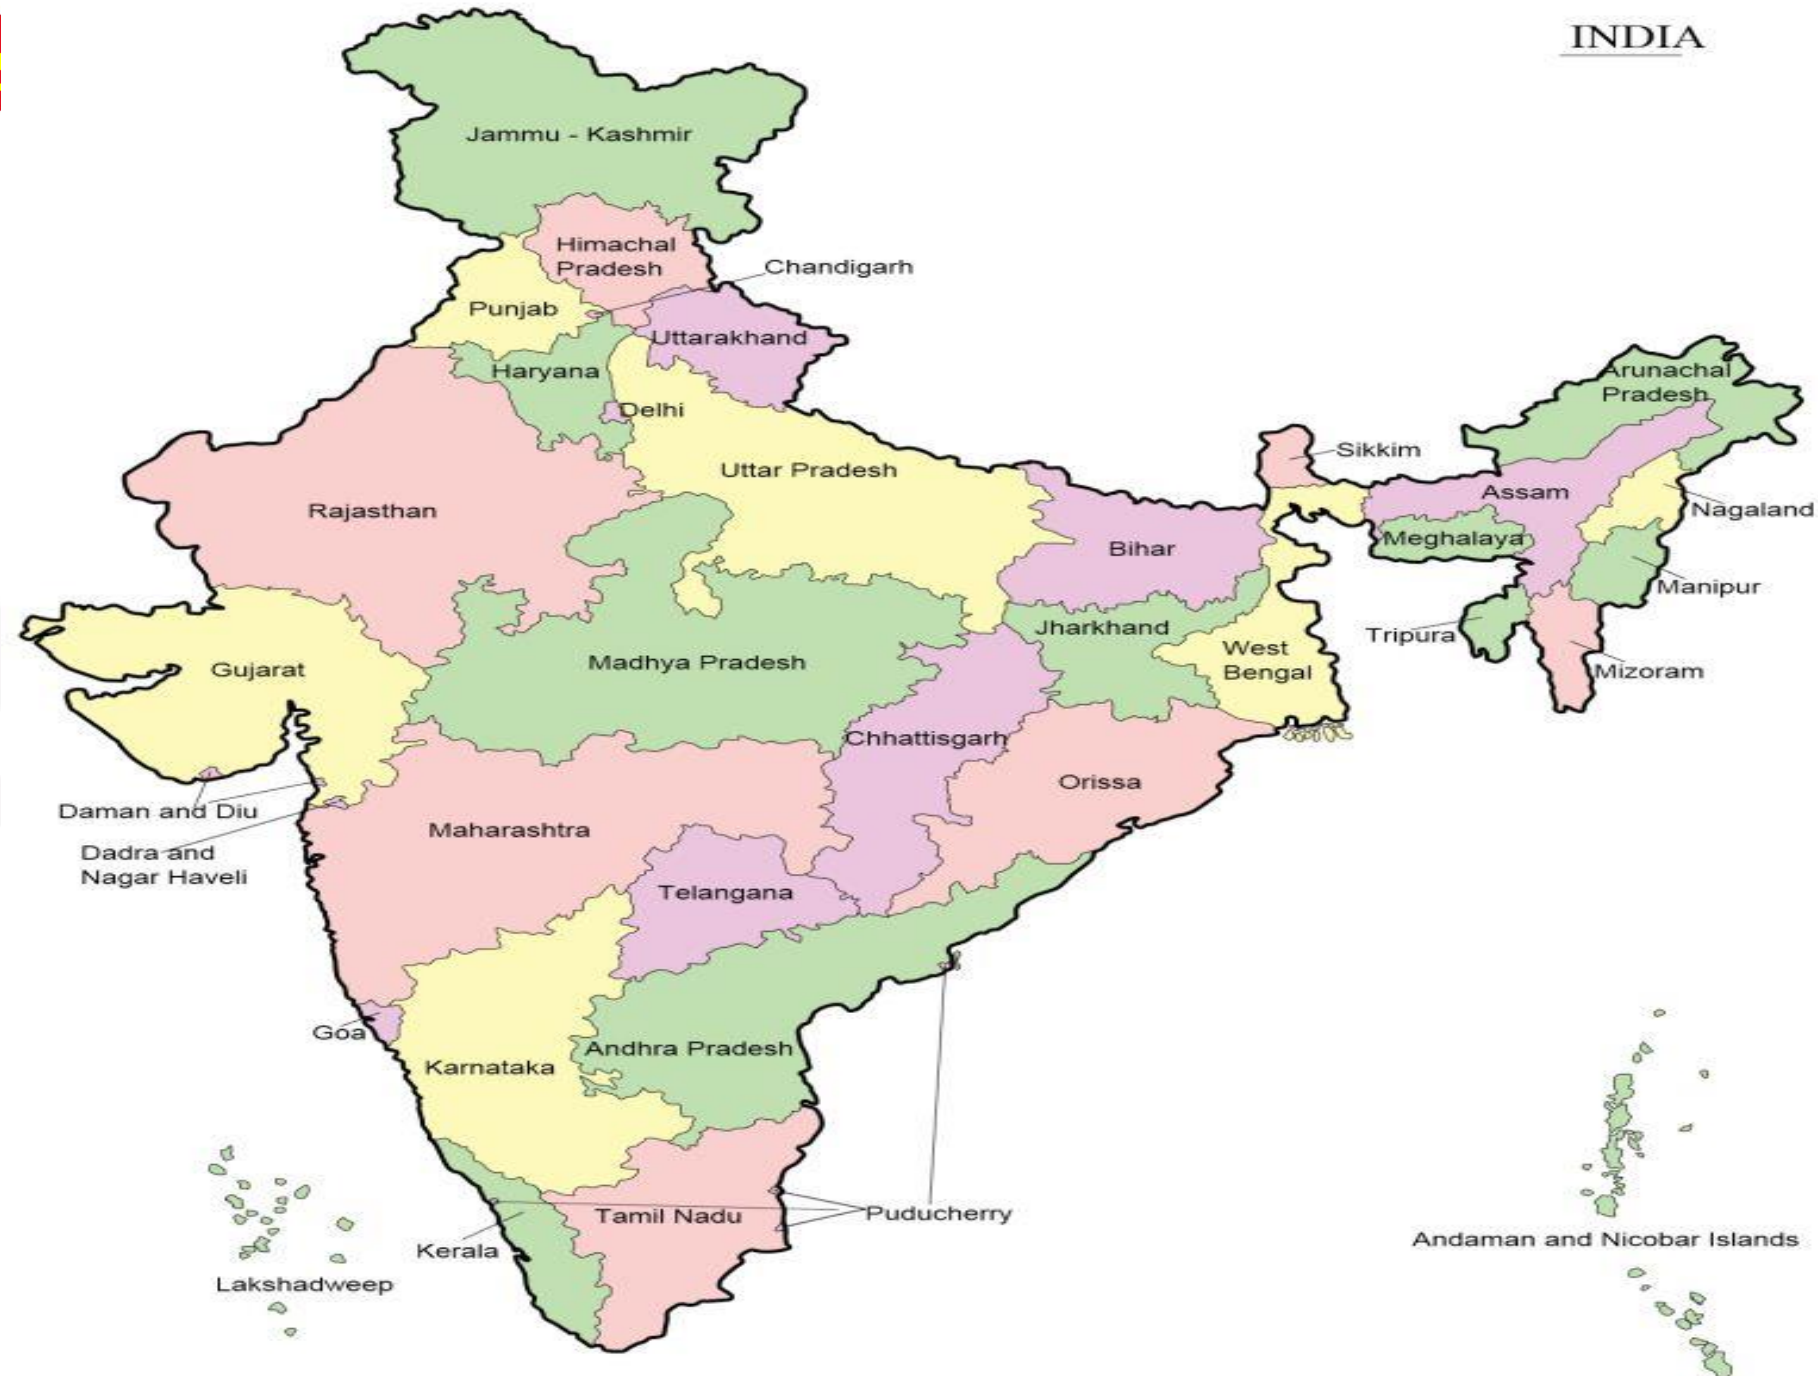 INDIA
Jammu - Kashmir
Himachal
Pradesh
Chandigarh
Punjab
Uttarakhand
Haryana
Delhi
Arunachal
Pradesh
Sikkim
Uttar Pradesh
Rajasthan
Assam
Nagaland
Bihar
Meghalaya
Manipur
Jharkhand
Tripura
West
Bengal
Madhya Pradesh
Gujarat
Mizoram
Chhattisgarh
Orissa
Daman and Diu
Maharashtra
Dadra and
Nagar Haveli
Telangana
Goa
Andhra Pradesh
Karnataka
Tamil Nadu
Puducherry
Kerala
Andaman and Nicobar Islands
Lakshadweep